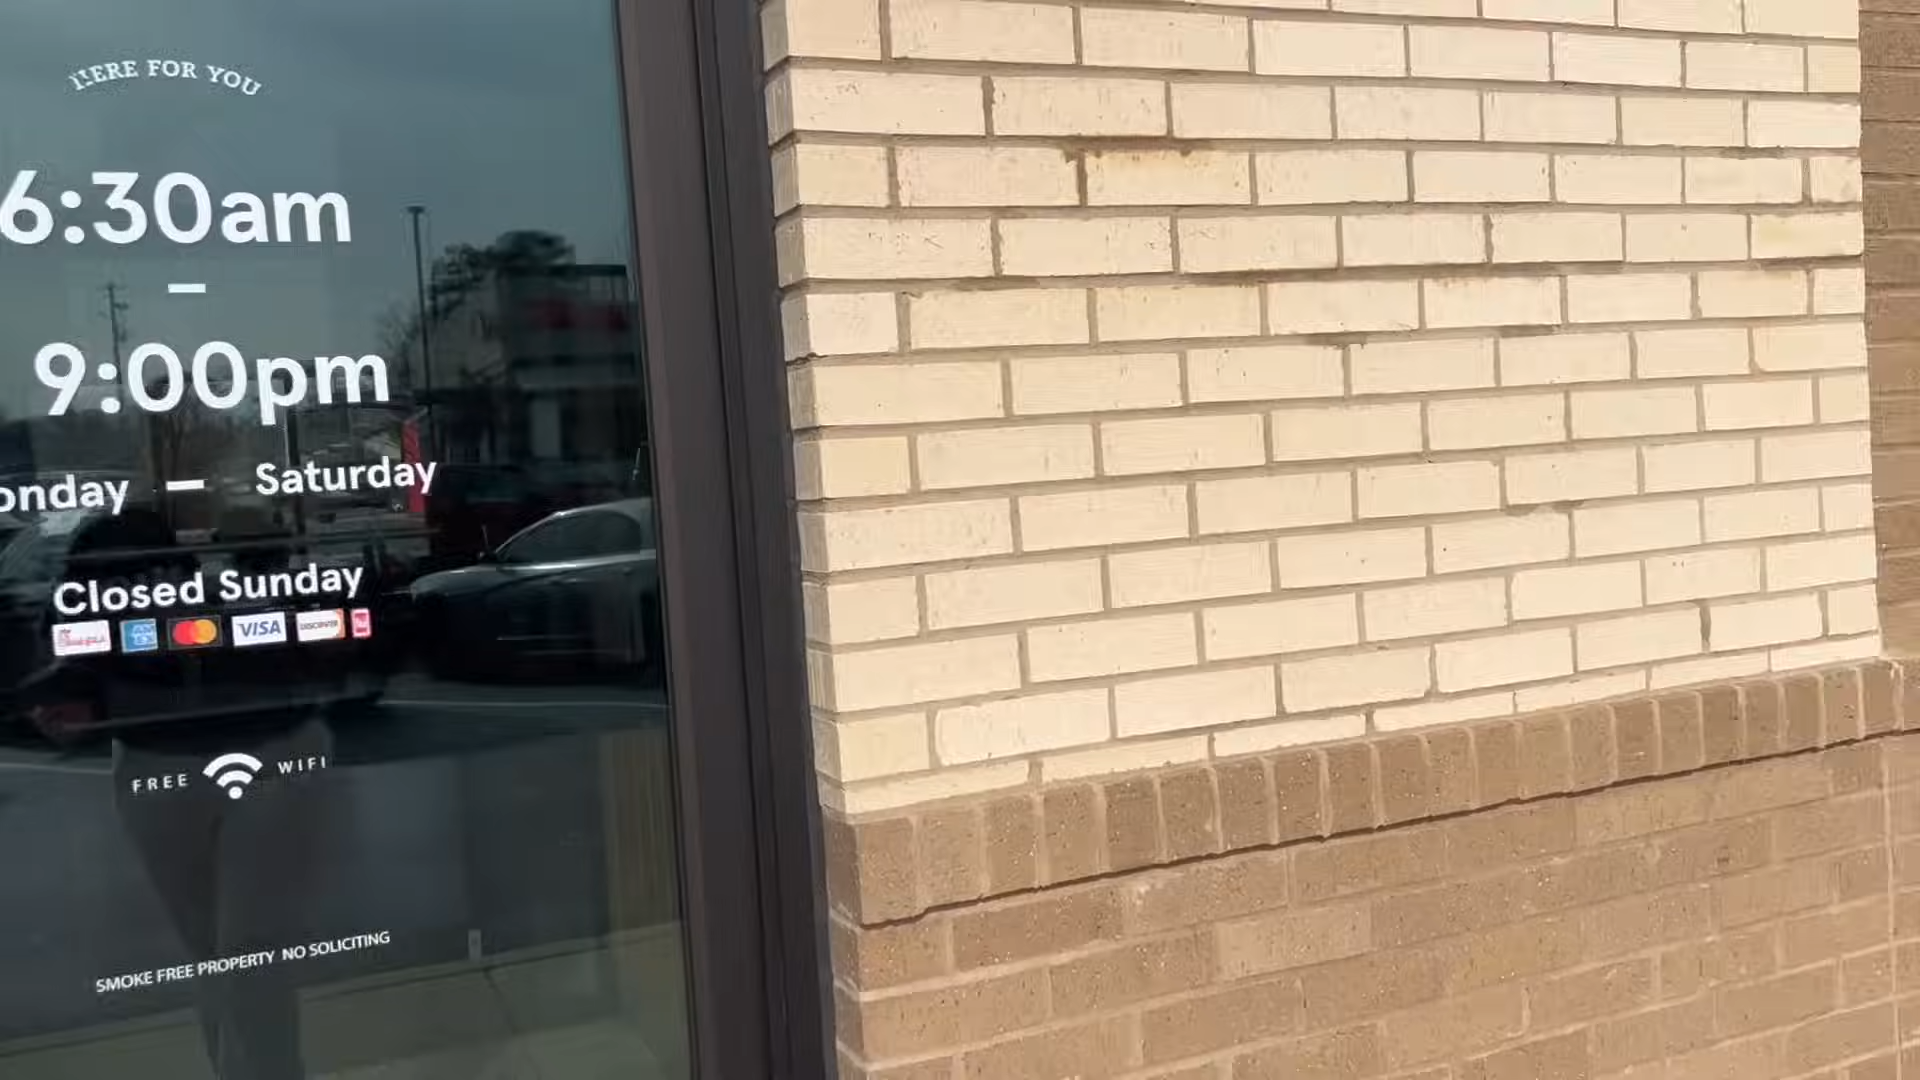 HERE FOR YOU
6:30am
–
9:00pm
onday — Saturday
Closed Sunday
VISA DISCOVER
FREE WIFI
SMOKE FREE PROPERTY NO SOLICITING